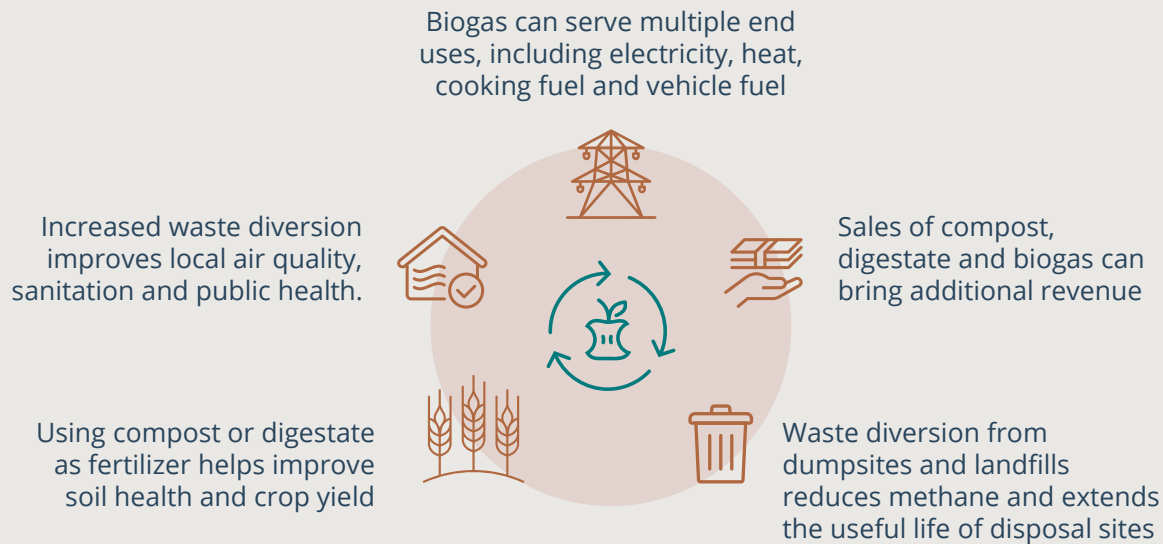 Biogas can serve multiple end
uses, including electricity, heat,
cooking fuel and vehicle fuel
Increased waste diversion
improves local air quality,
sanitation and public health.
Sales of compost,
digestate and biogas can
bring additional revenue
Using compost or digestate
as fertilizer helps improve
soil health and crop yield
Waste diversion from
dumpsites and landfills
reduces methane and extends
the useful life of disposal sites